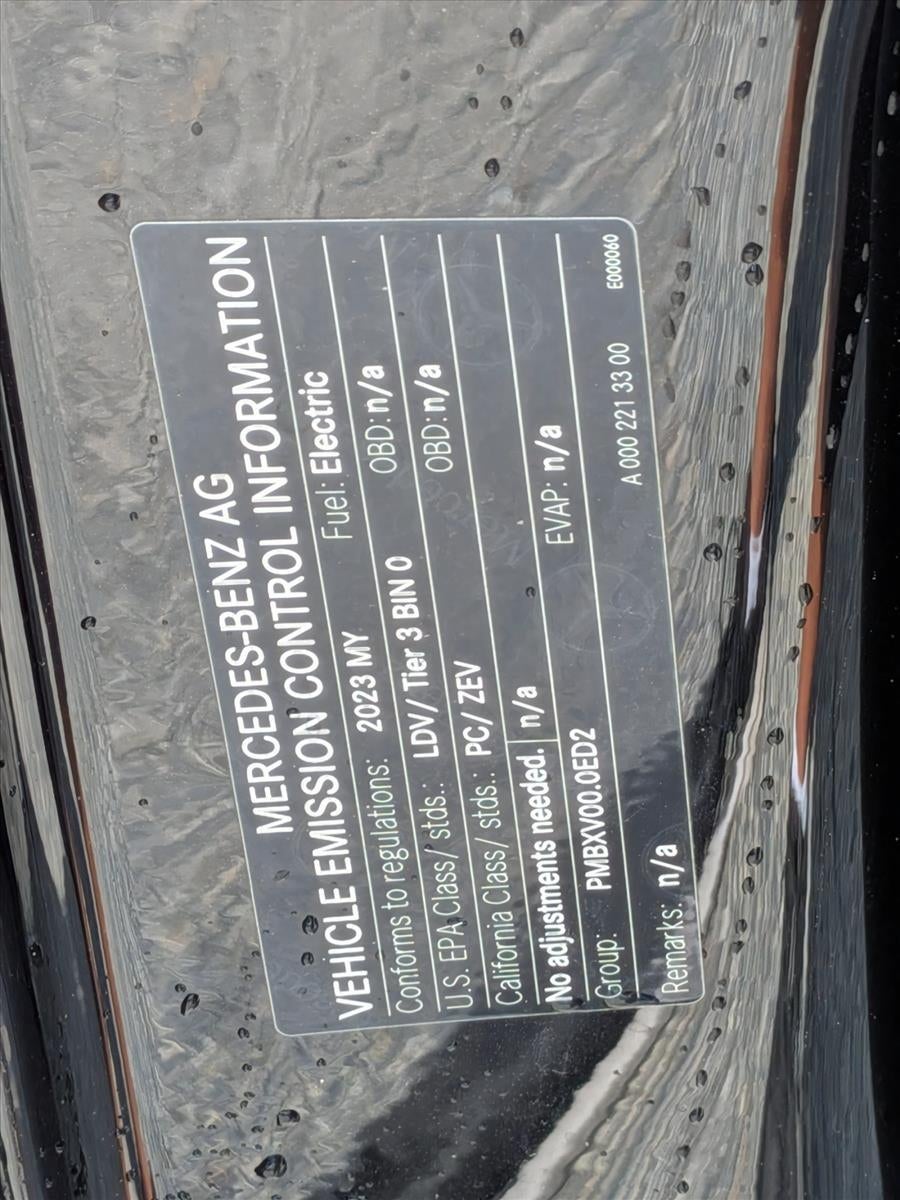 MERCEDES-BENZ AG
VEHICLE EMISSION CONTROL INFORMATION
Conforms to regulations: 2023 MY Fuel: Electric
U.S. EPA Class/ stds.: LDV/ Tier 3 BIN 0 OBD: n/a
California Class/ stds.: PC/ ZEV OBD: n/a
No adjustments needed. n/a
Group: PMBXV00.0ED2 EVAP: n/a
Remarks: n/a A 000 221 33 00 E000060